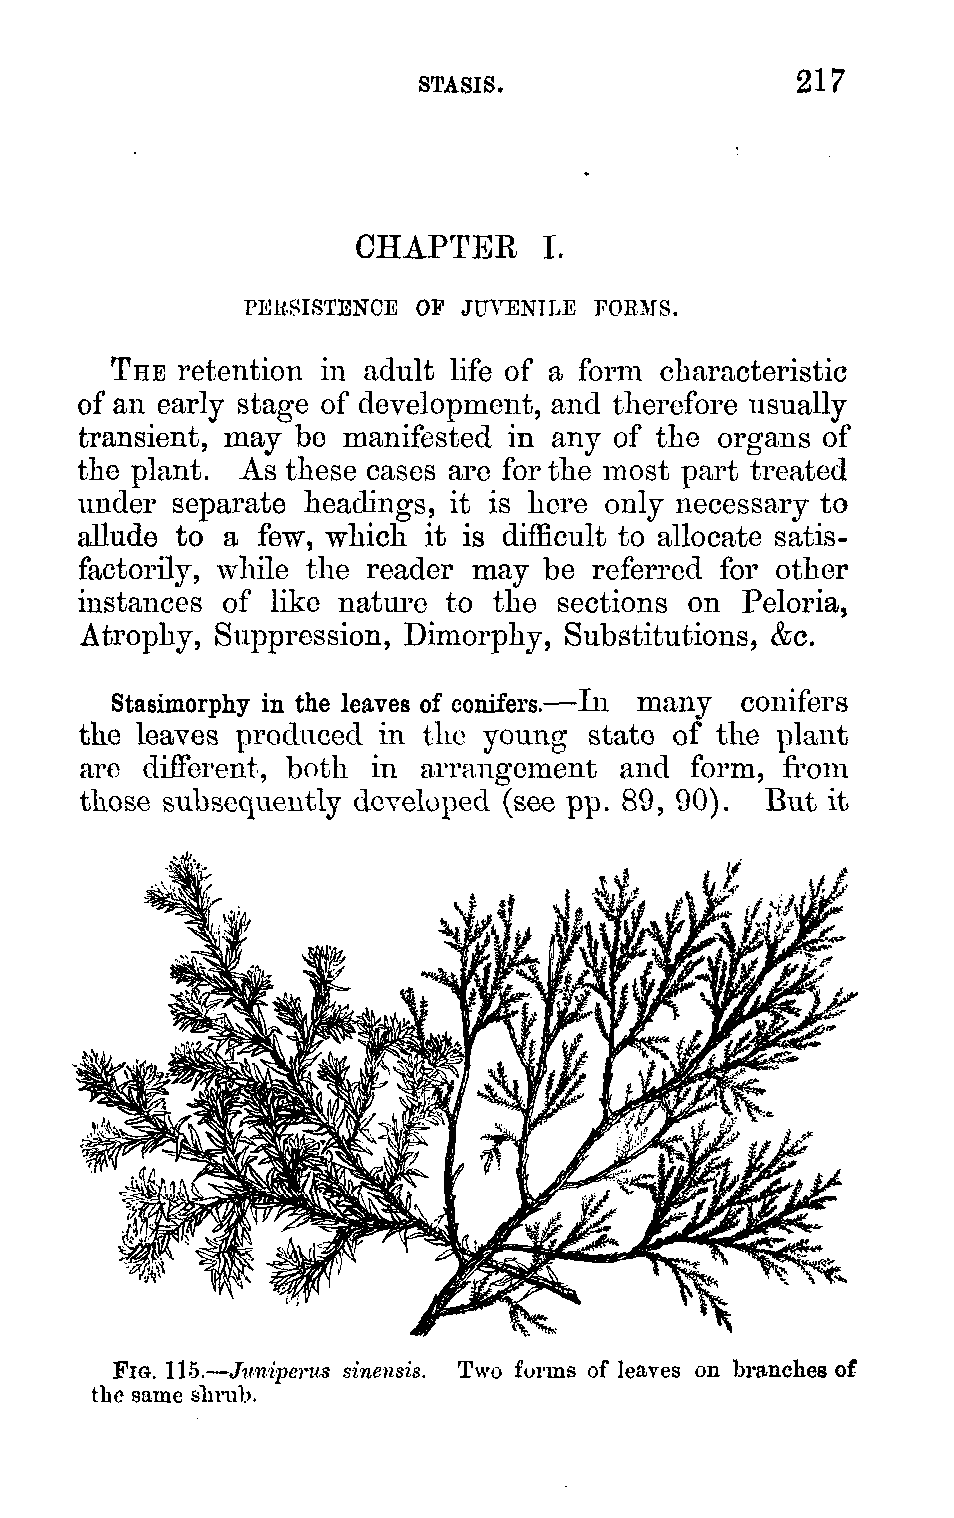 STASIS. 217
CHAPTER I.
PERSISTENCE OF JUVENILE FORMS.
THE retention in adult life of a form characteristic
of an early stage of development, and therefore usually
transient, may be manifested in any of the organs of
the plant. As these cases are for the most part treated
under separate headings, it is here only necessary to
allude to a few, which it is difficult to allocate satis-
factorily, while the reader may be referred for other
instances of like nature to the sections on Peloria,
Atrophy, Suppression, Dimorphy, Substitutions, &c.
Stasimorphy in the leaves of conifers.—In many conifers
the leaves produced in the young state of the plant
are different, both in arrangement and form, from
those subsequently developed (see pp. 89, 90). But it
FIG. 115.—Juniperus sinensis. Two forms of leaves on branches of
the same shrub.